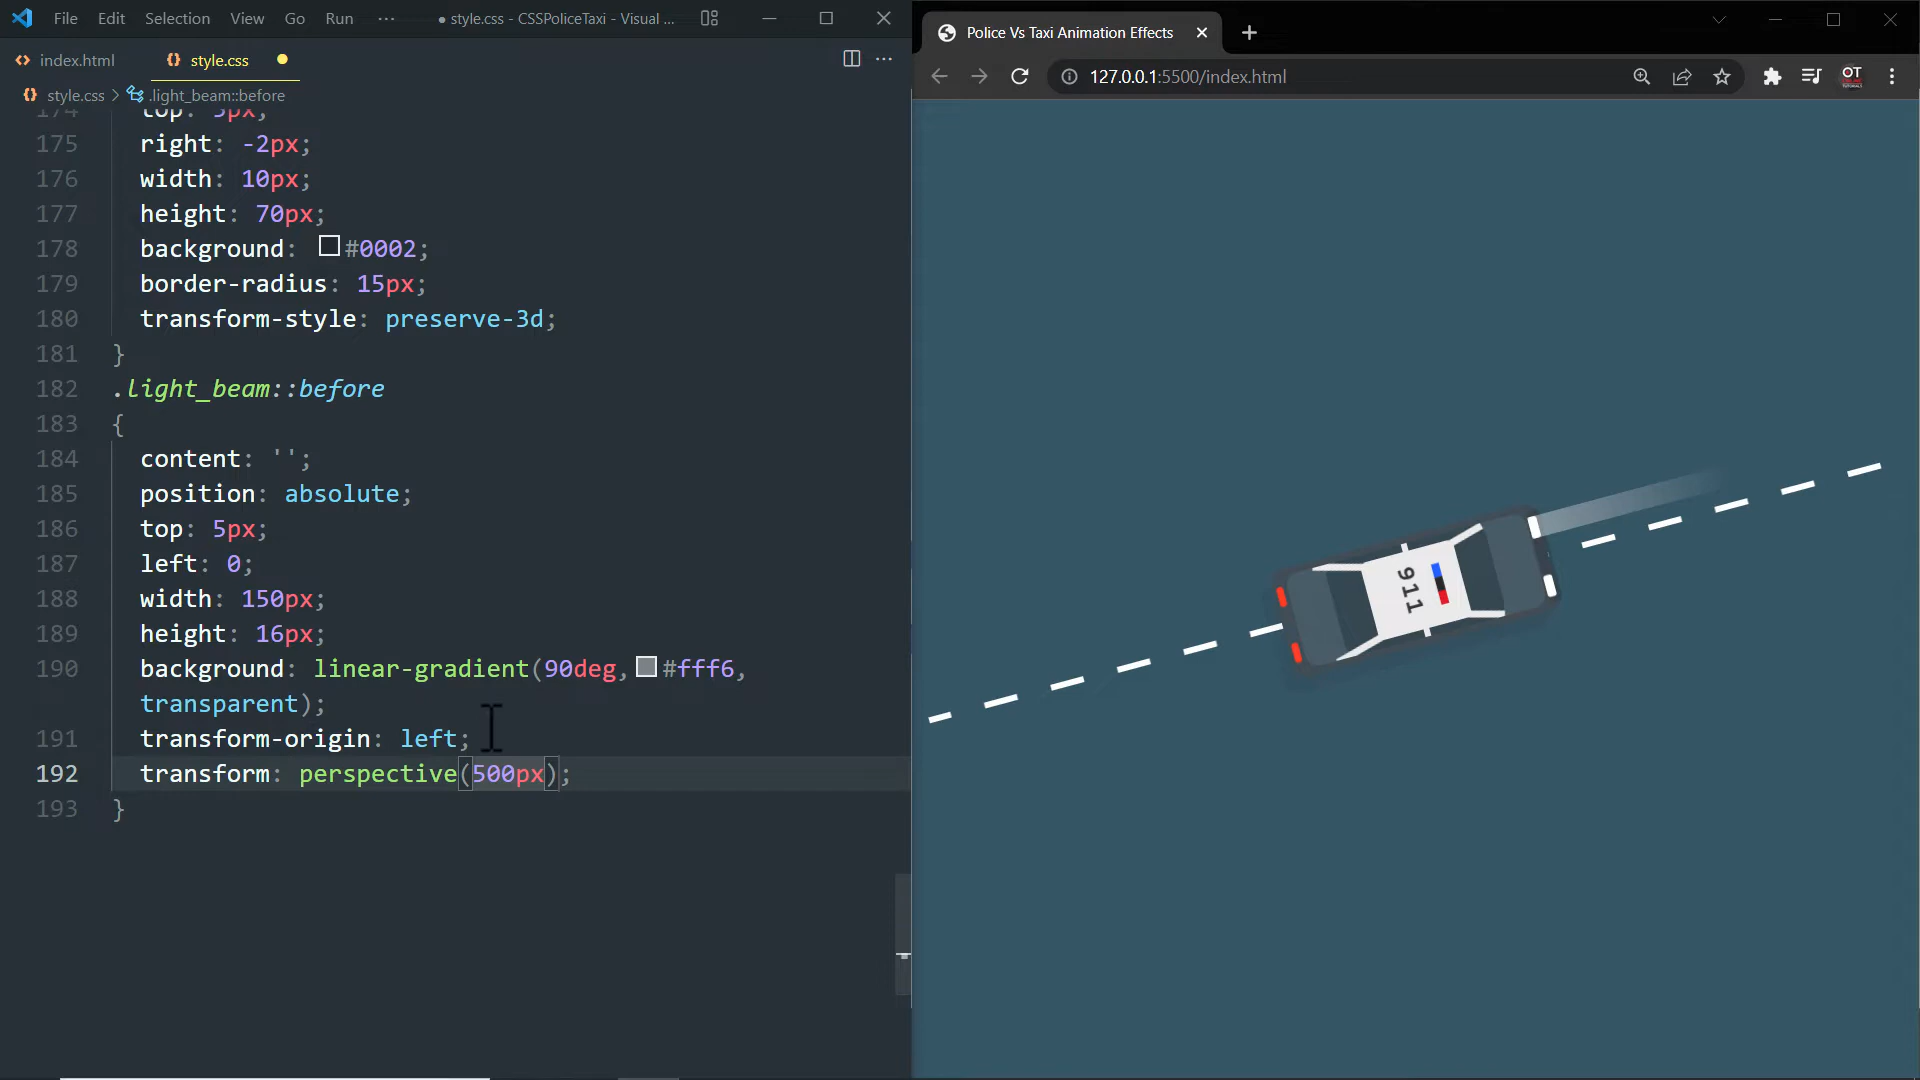 File Edit Selection View Go Run ··· ● style.css - CSSPoliceTaxi - Visual ...
index.html style.css
style.css > .light_beam::before
174 top: 5px;
175 right: -2px;
176 width: 10px;
177 height: 70px;
178 background: #0002;
179 border-radius: 15px;
180 transform-style: preserve-3d;
181 }
182 .light_beam::before
183 {
184 content: '';
185 position: absolute;
186 top: 5px;
187 left: 0;
188 width: 150px;
189 height: 16px;
190 background: linear-gradient(90deg,#fff6,
transparent);
191 transform-origin: left;
192 transform: perspective(500px);
193 }
Police Vs Taxi Animation Effects
127.0.0.1:5500/index.html
OT
911